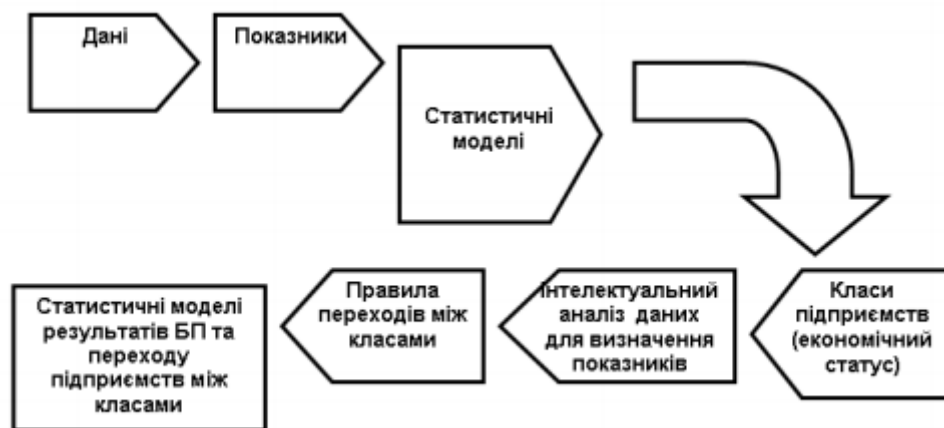 Дані
Показники
Статистичні
моделі
Класи
підприємств
(економічний
статус)
Інтелектуальний
аналіз даних
для визначення
показників
Правила
переходів між
класами
Статистичні моделі
результатів БП та
переходу
підприємств між
класами